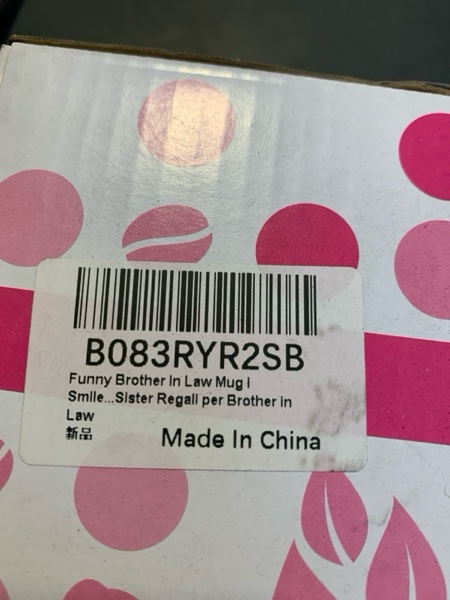 B083RYR2SB
Funny Brother in Law Mug I
Smile...Sister Regali per Brother in
Law
新品
Made In China